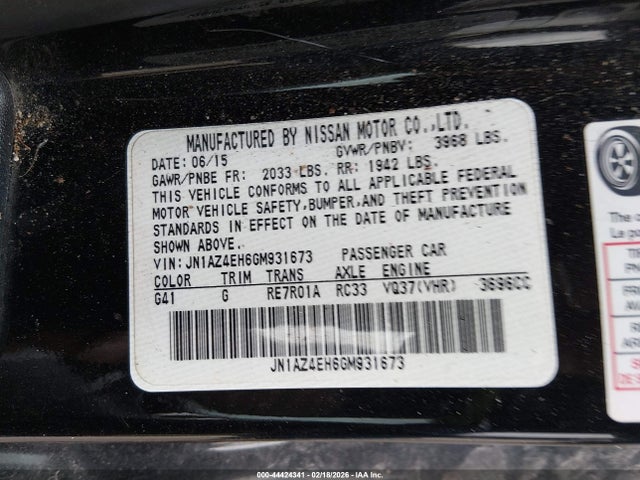 MANUFACTURED BY NISSAN MOTOR CO.,LTD.
DATE: 06/15 GVWR/PNBV: 3968 LBS.
GAWR/PNBE FR: 2033 LBS. RR: 1942 LBS.
THIS VEHICLE CONFORMS TO ALL APPLICABLE FEDERAL
MOTOR VEHICLE SAFETY, BUMPER, AND THEFT PREVENTION
STANDARDS IN EFFECT ON THE DATE OF MANUFACTURE
SHOWN ABOVE.
VIN: JN1AZ4EH6GM931673 PASSENGER CAR
COLOR TRIM TRANS AXLE ENGINE
G41 G RE7R01A RC33 VQ37(VHR) 3696CC
JN1AZ4EH6GM931673
The
La
000-44424341 | 02/18/2026 - IAA Inc.